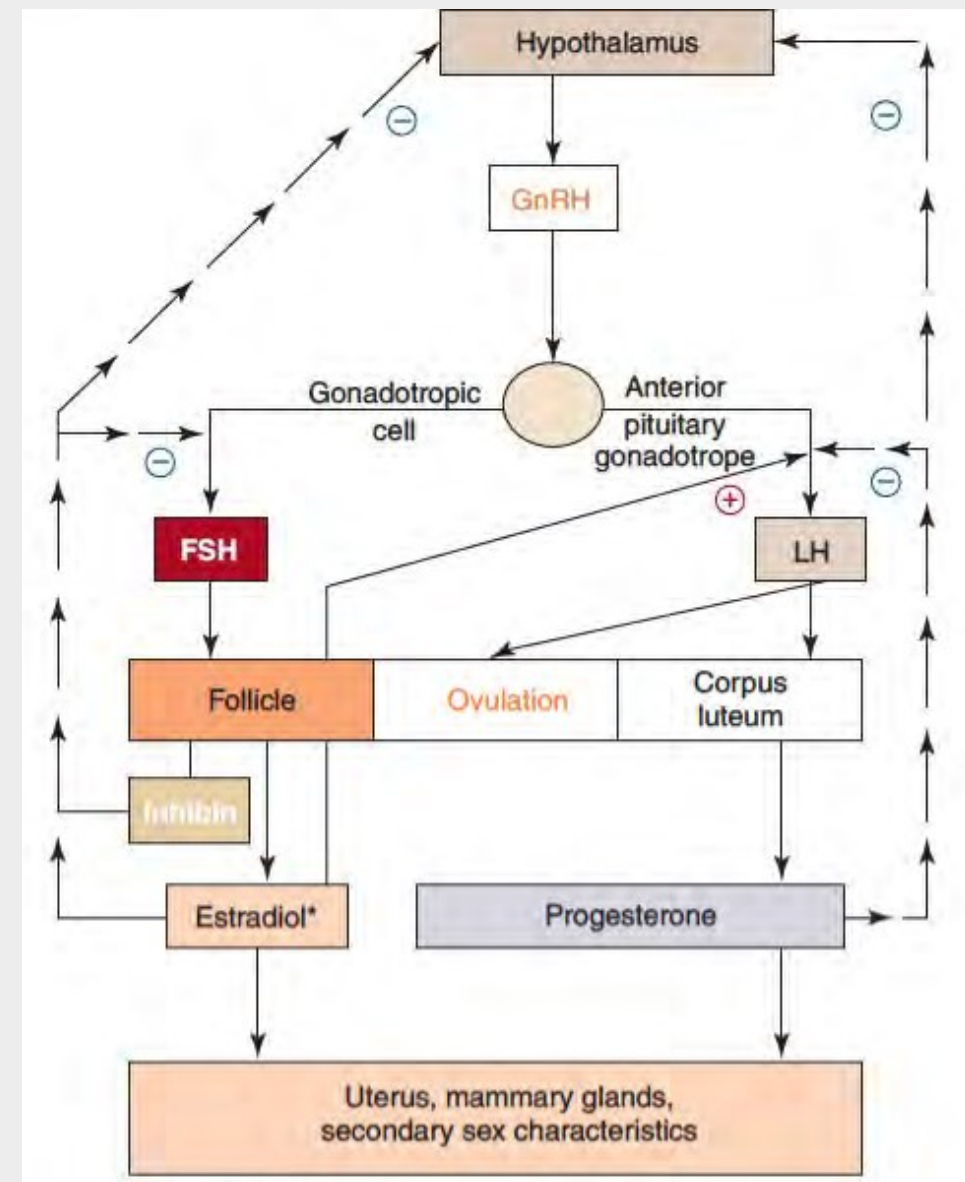 Hypothalamus
⊖
⊖
GnRH
Gonadotropic
cell
Anterior
pituitary
gonadotrope
⊖
⊖
⊕
FSH
LH
Follicle
Ovulation
Corpus
luteum
Inhibin
Estradiol*
Progesterone
Uterus, mammary glands,
secondary sex characteristics